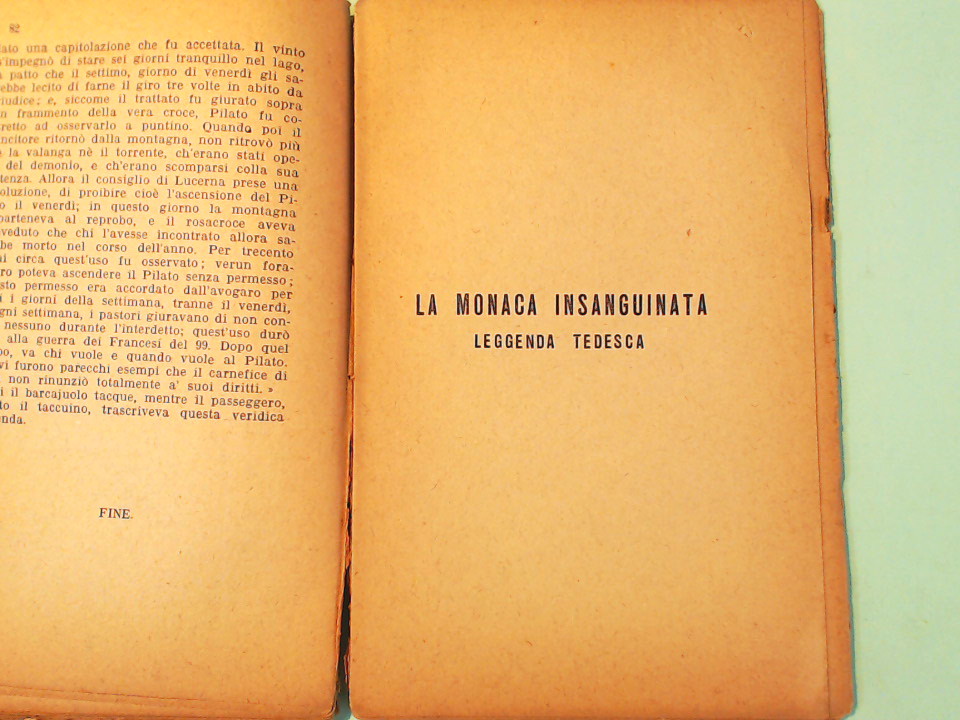 82
ato una capitolazione che fu accettata. Il vinto
'impegnò di stare sei giorni tranquillo nel lago,
patto che il settimo, giorno di venerdì gli sa-
ebbe lecito di farne il giro tre volte in abito da
iudice; e, siccome il trattato fu giurato sopra
n frammento della vera croce, Pilato fu co-
retto ad osservarlo a puntino. Quando poi il
ncitore ritornò dalla montagna, non ritrovò più
la valanga nè il torrente, ch'erano stati ope-
del demonio, e ch'erano scomparsi colla sua
tenza. Allora il consiglio di Lucerna prese una
oluzione, di proibire cioè l'ascensione del Pi-
o il venerdì; in questo giorno la montagna
parteneva al reprobo, e il rosacroce aveva
veduto che chi l'avesse incontrato allora sa-
be morto nel corso dell'anno. Per trecento
i circa quest'uso fu osservato; verun fora-
ro poteva ascendere il Pilato senza permesso;
sto permesso era accordato dall'avogaro per
i i giorni della settimana, tranne il venerdì,
gni settimana, i pastori giuravano di non con-
nessuno durante l'interdetto; quest'uso durò
alla guerra dei Francesi del 99. Dopo quel
po, va chi vuole e quando vuole al Pilato.
vi furono parecchi esempi che il carnefice di
non rinunziò totalmente a' suoi diritti. »
i il barcajuolo tacque, mentre il passeggero,
to il taccuino, trascriveva questa veridica
nda.
FINE.
LA MONACA INSANGUINATA
LEGGENDA TEDESCA